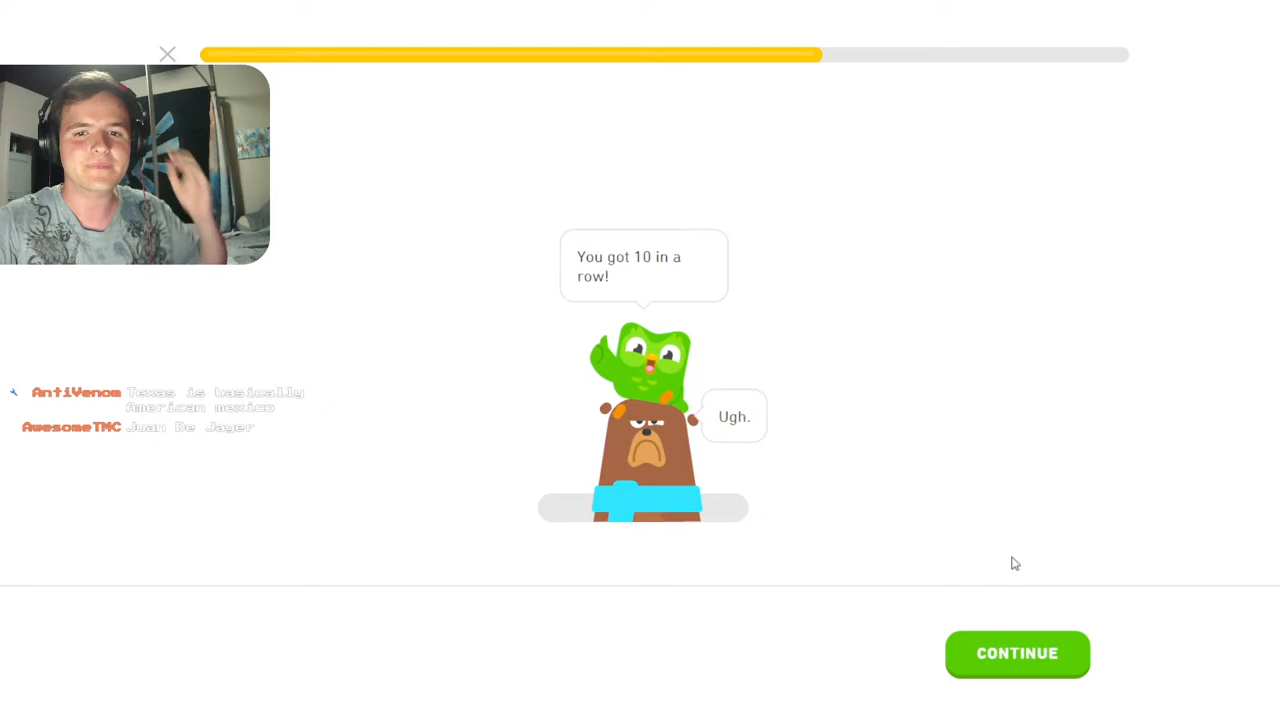 You got 10 in a
row!
AntiVenom Texas is basically
American mexico
Ugh.
AwesomeTMC Juan De Jager
CONTINUE